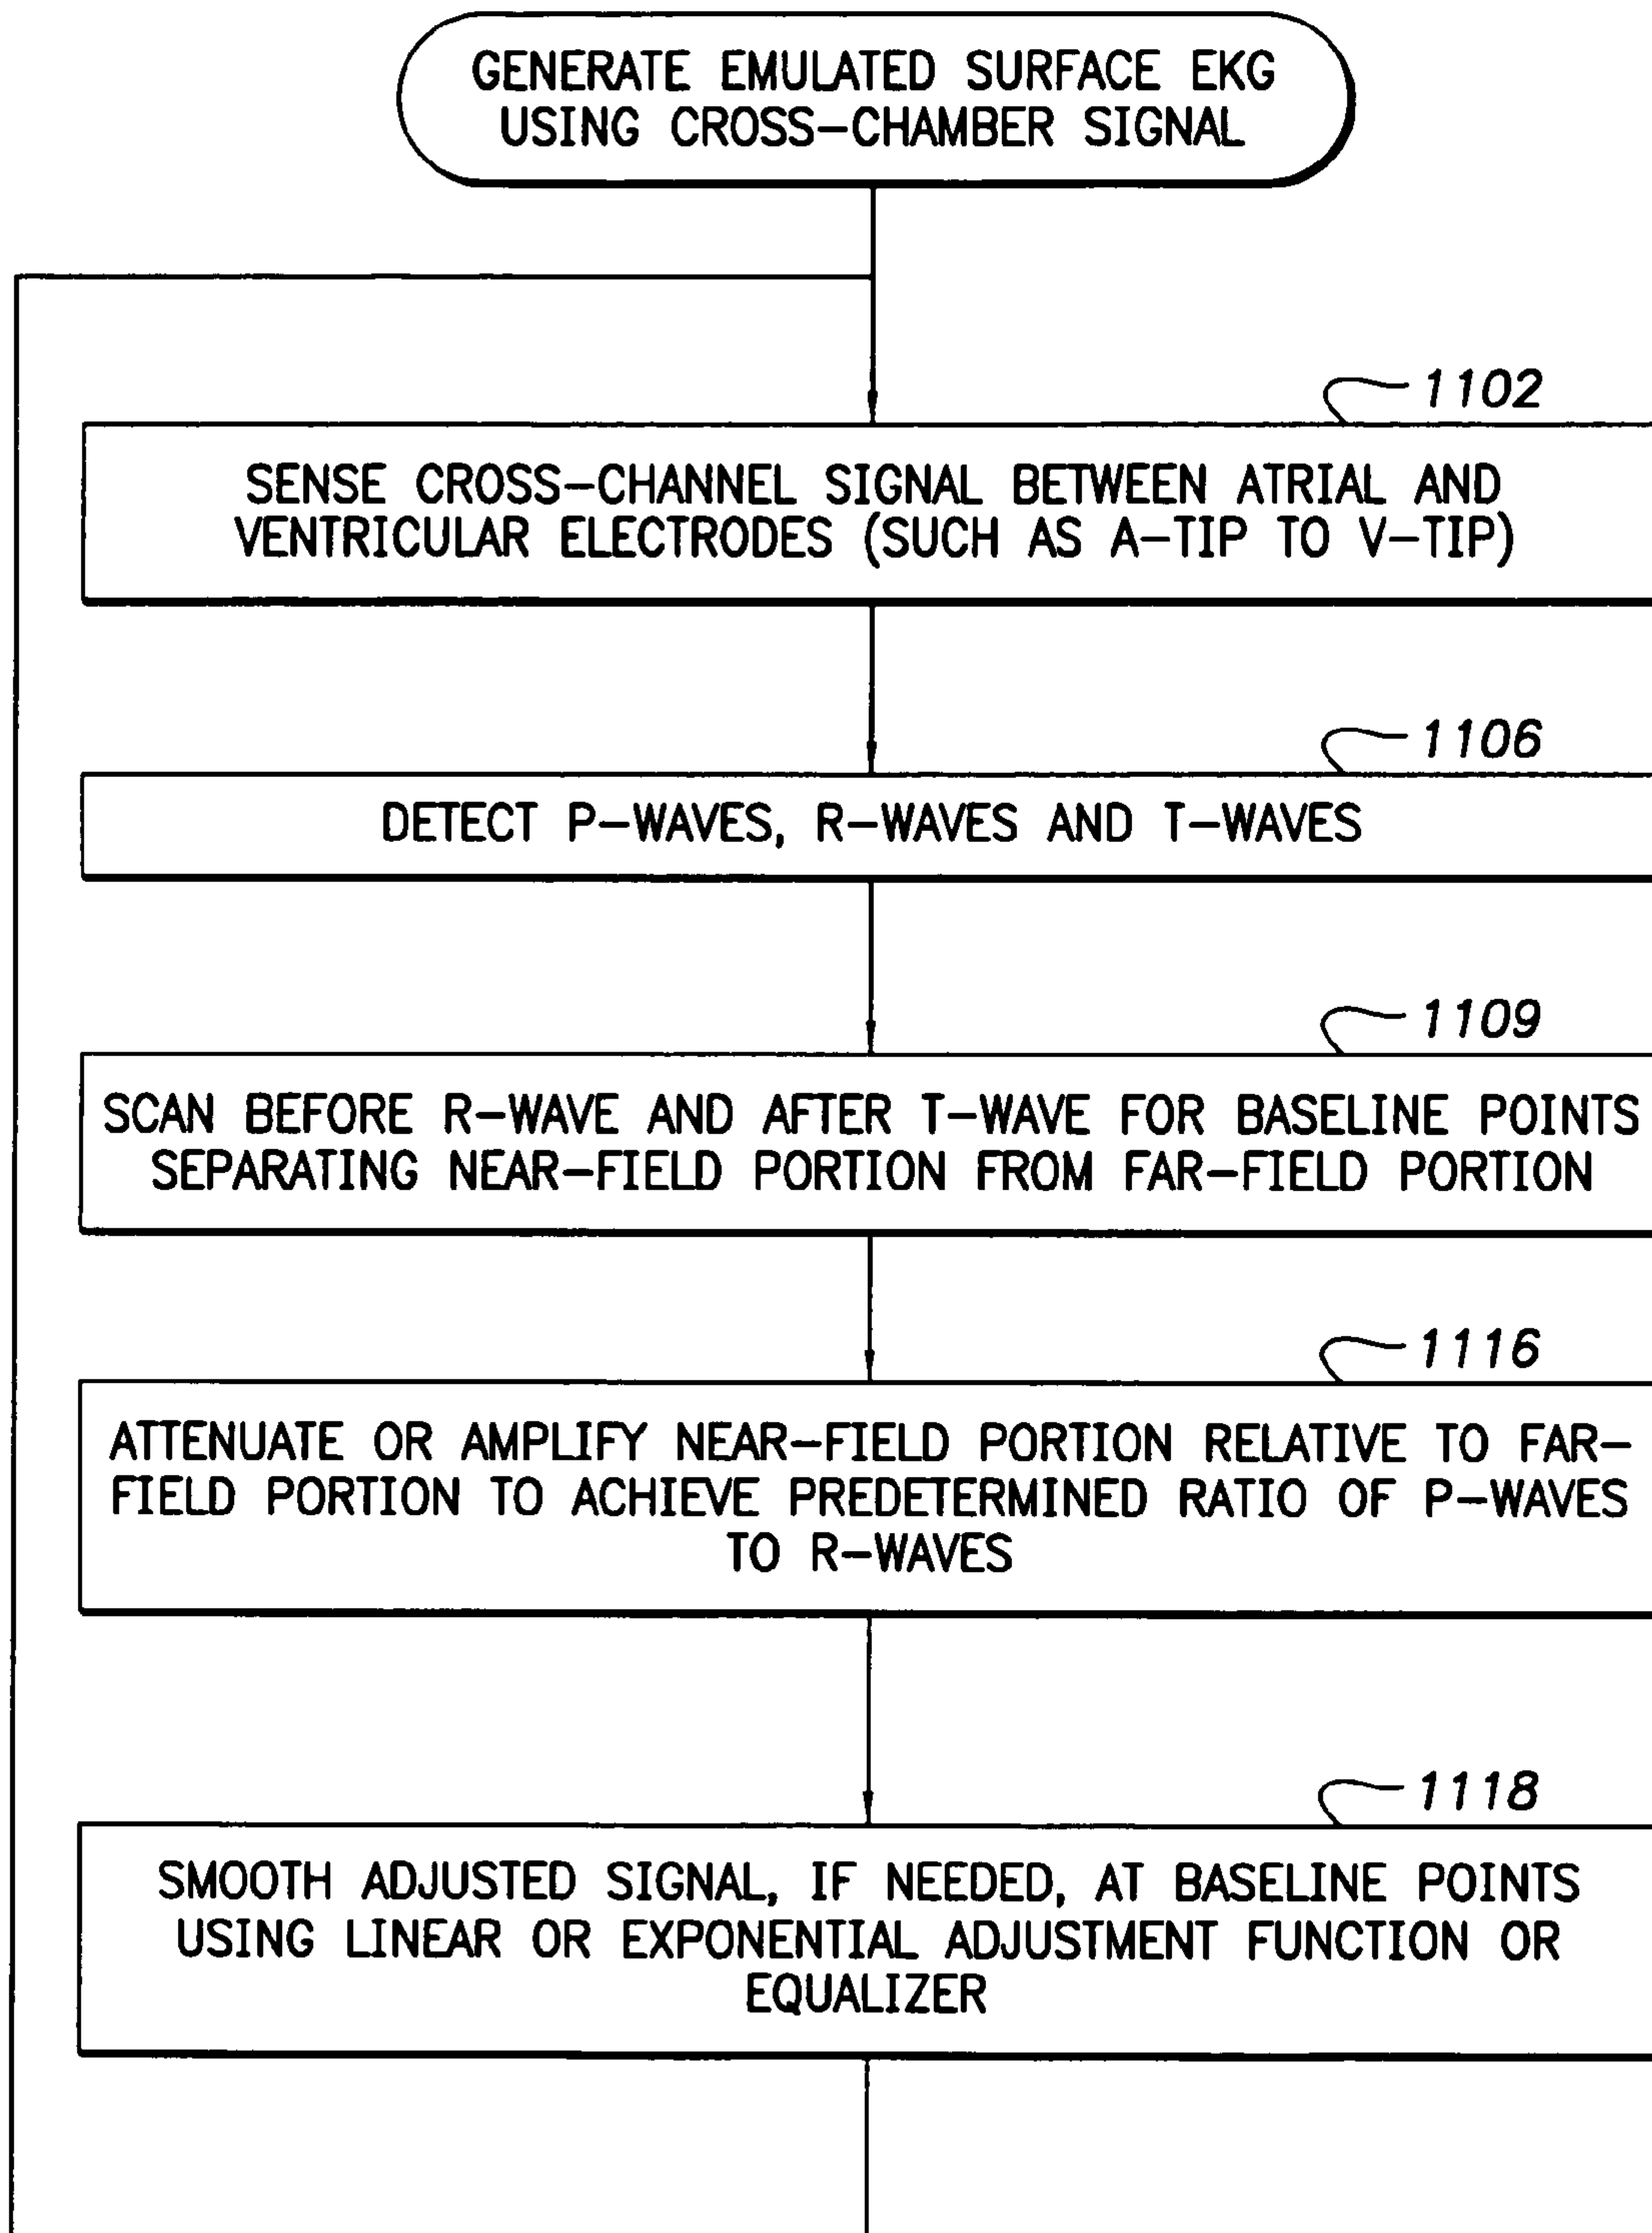 GENERATE EMULATED SURFACE EKG
USING CROSS-CHAMBER SIGNAL
1102
SENSE CROSS-CHANNEL SIGNAL BETWEEN ATRIAL AND
VENTRICULAR ELECTRODES (SUCH AS A-TIP TO V-TIP)
1106
DETECT P-WAVES, R-WAVES AND T-WAVES
1109
SCAN BEFORE R-WAVE AND AFTER T-WAVE FOR BASELINE POINTS
SEPARATING NEAR-FIELD PORTION FROM FAR-FIELD PORTION
1116
ATTENUATE OR AMPLIFY NEAR-FIELD PORTION RELATIVE TO FAR-
FIELD PORTION TO ACHIEVE PREDETERMINED RATIO OF P-WAVES
TO R-WAVES
1118
SMOOTH ADJUSTED SIGNAL, IF NEEDED, AT BASELINE POINTS
USING LINEAR OR EXPONENTIAL ADJUSTMENT FUNCTION OR
EQUALIZER